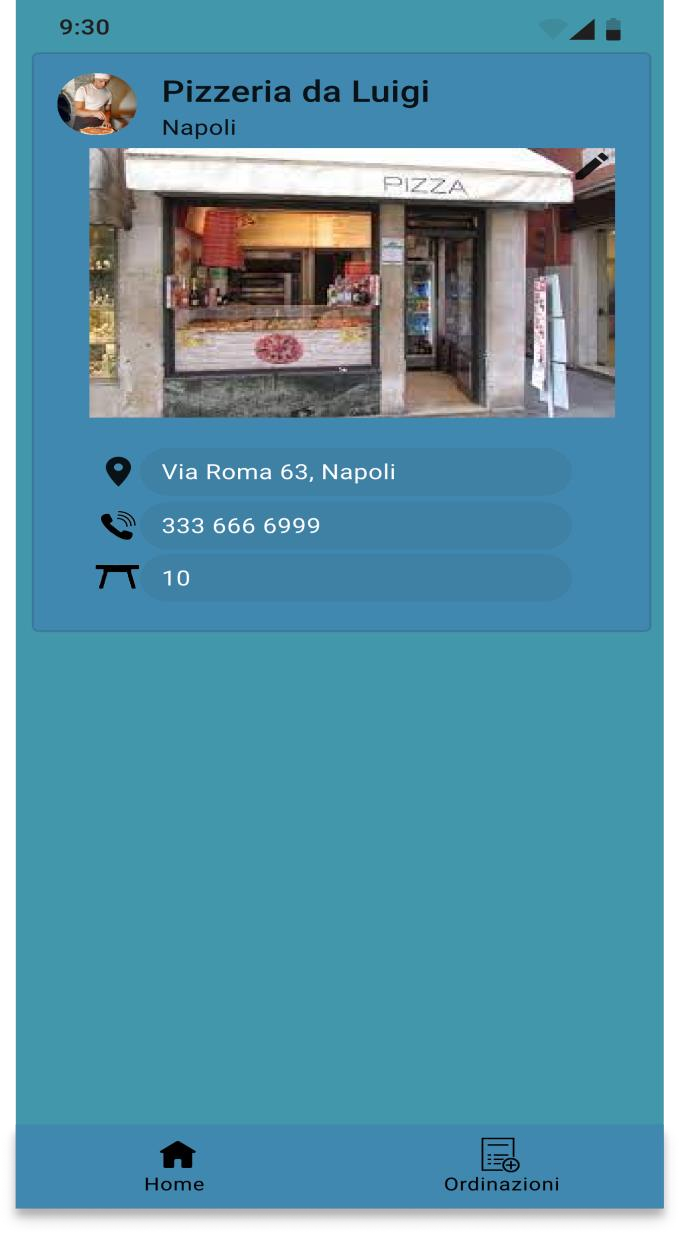 9:30
Pizzeria da Luigi
Napoli
PIZZA
Via Roma 63, Napoli
333 666 6999
10
Home
Ordinazioni